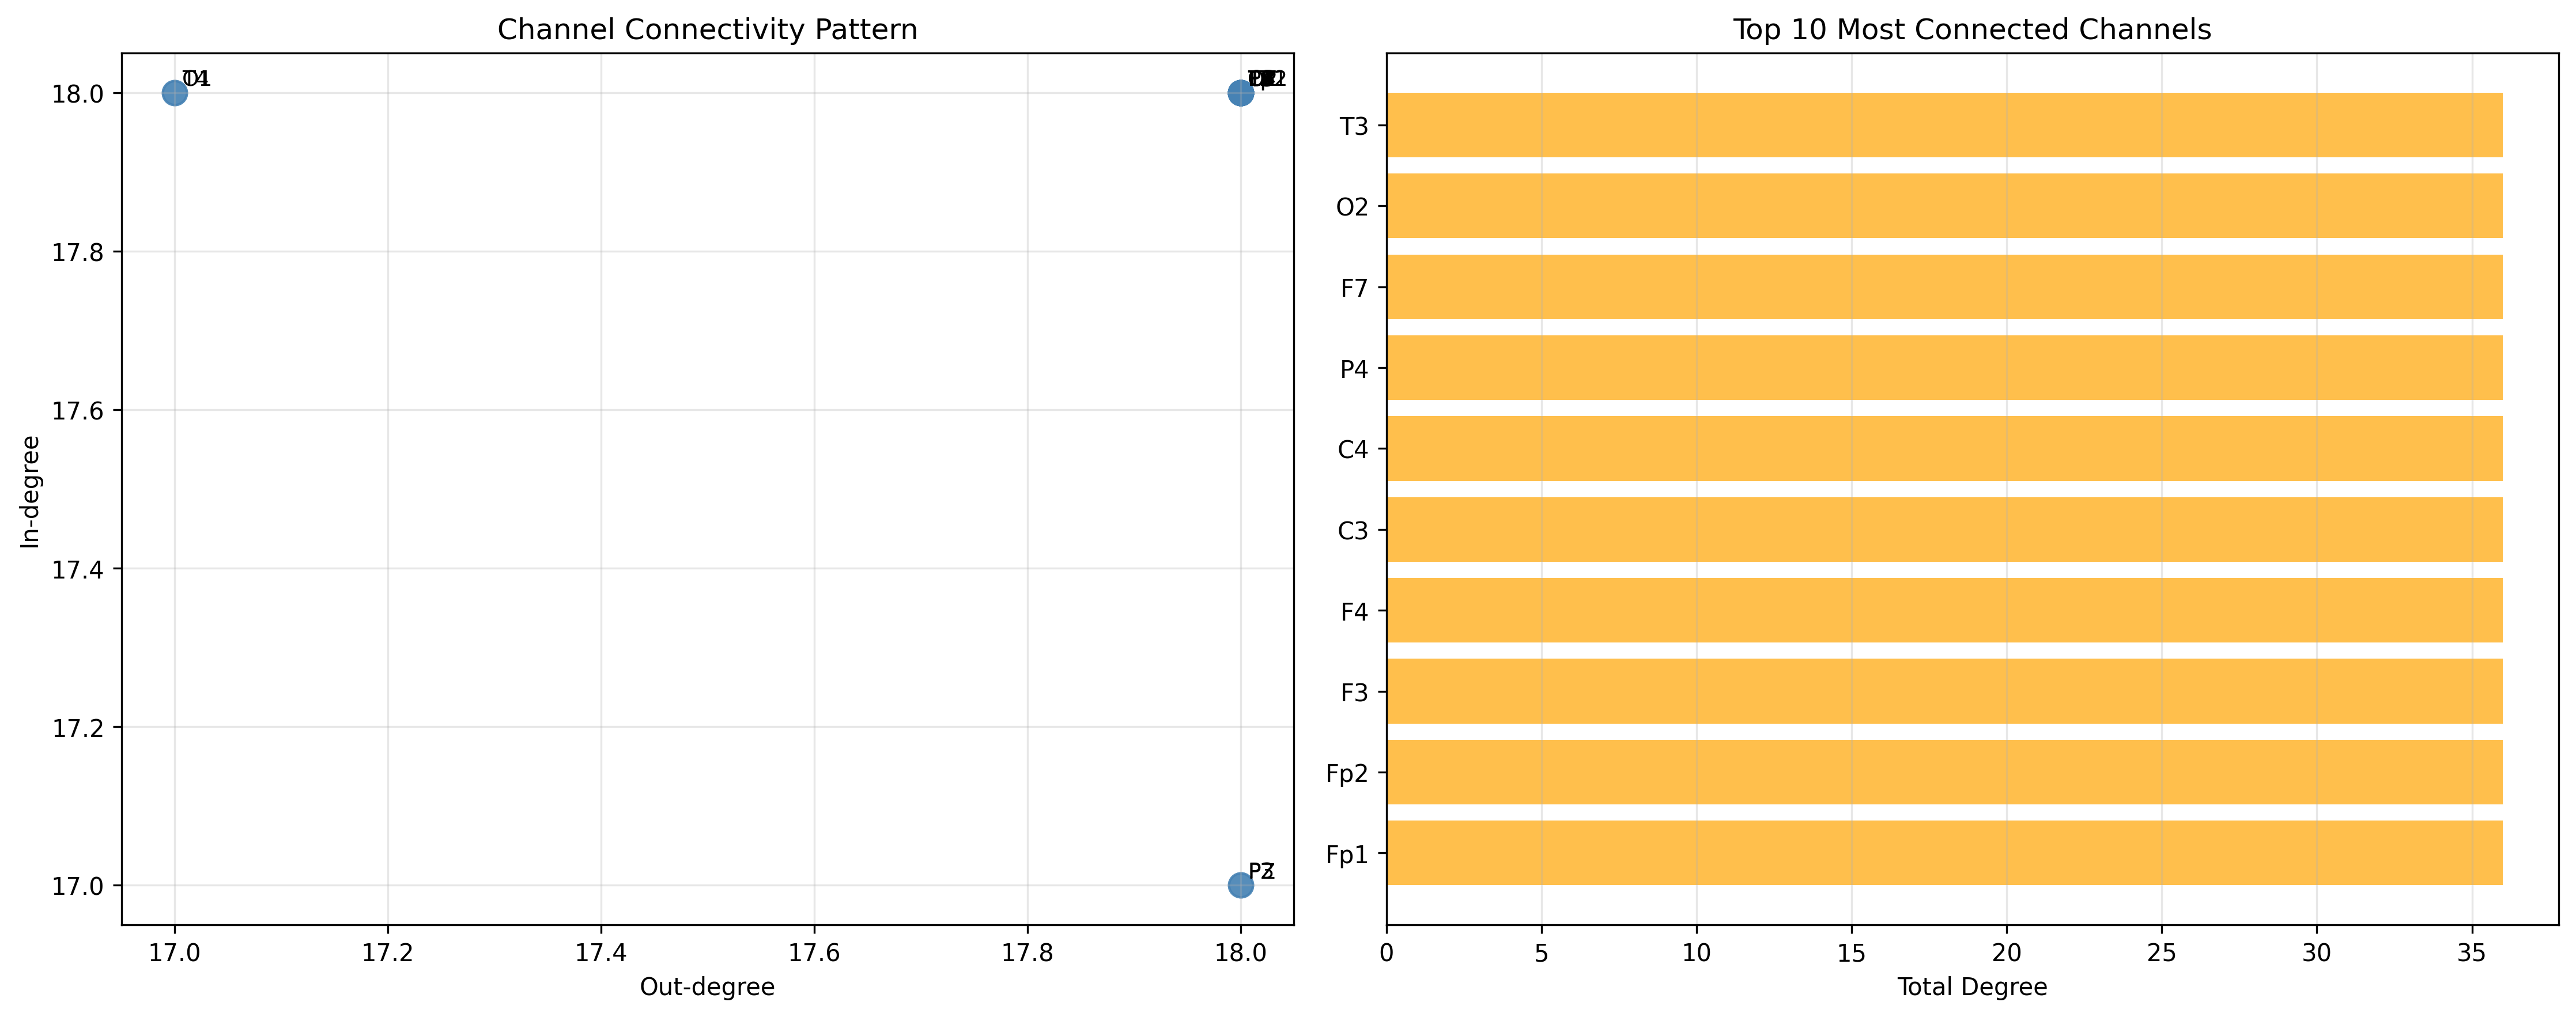 Channel Connectivity Pattern
18.0
17.8
17.6
17.4
17.2
17.0
In-degree
17.0 17.2 17.4 17.6 17.8 18.0
Out-degree
Top 10 Most Connected Channels
T3
O2
F7
P4
C4
C3
F4
F3
Fp2
Fp1
0 5 10 15 20 25 30 35
Total Degree